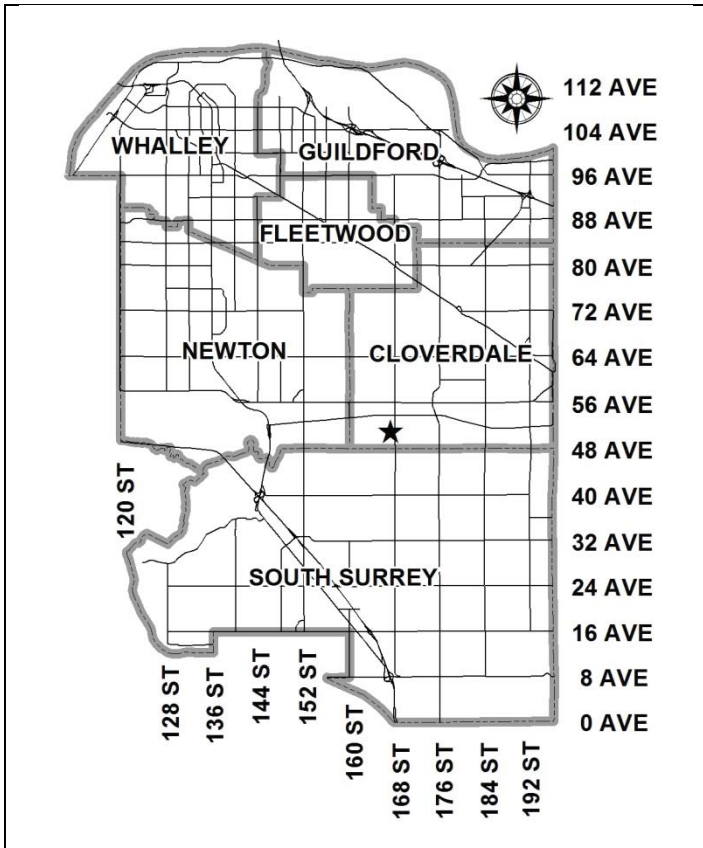 112 AVE
104 AVE
WHALLEY
GUILDFORD
96 AVE
88 AVE
FLEETWOOD
80 AVE
72 AVE
NEWTON
CLOVERDALE
64 AVE
56 AVE
48 AVE
120 ST
40 AVE
32 AVE
SOUTH SURREY
24 AVE
16 AVE
128 ST
136 ST
144 ST
152 ST
8 AVE
160 ST
168 ST
176 ST
184 ST
192 ST
0 AVE